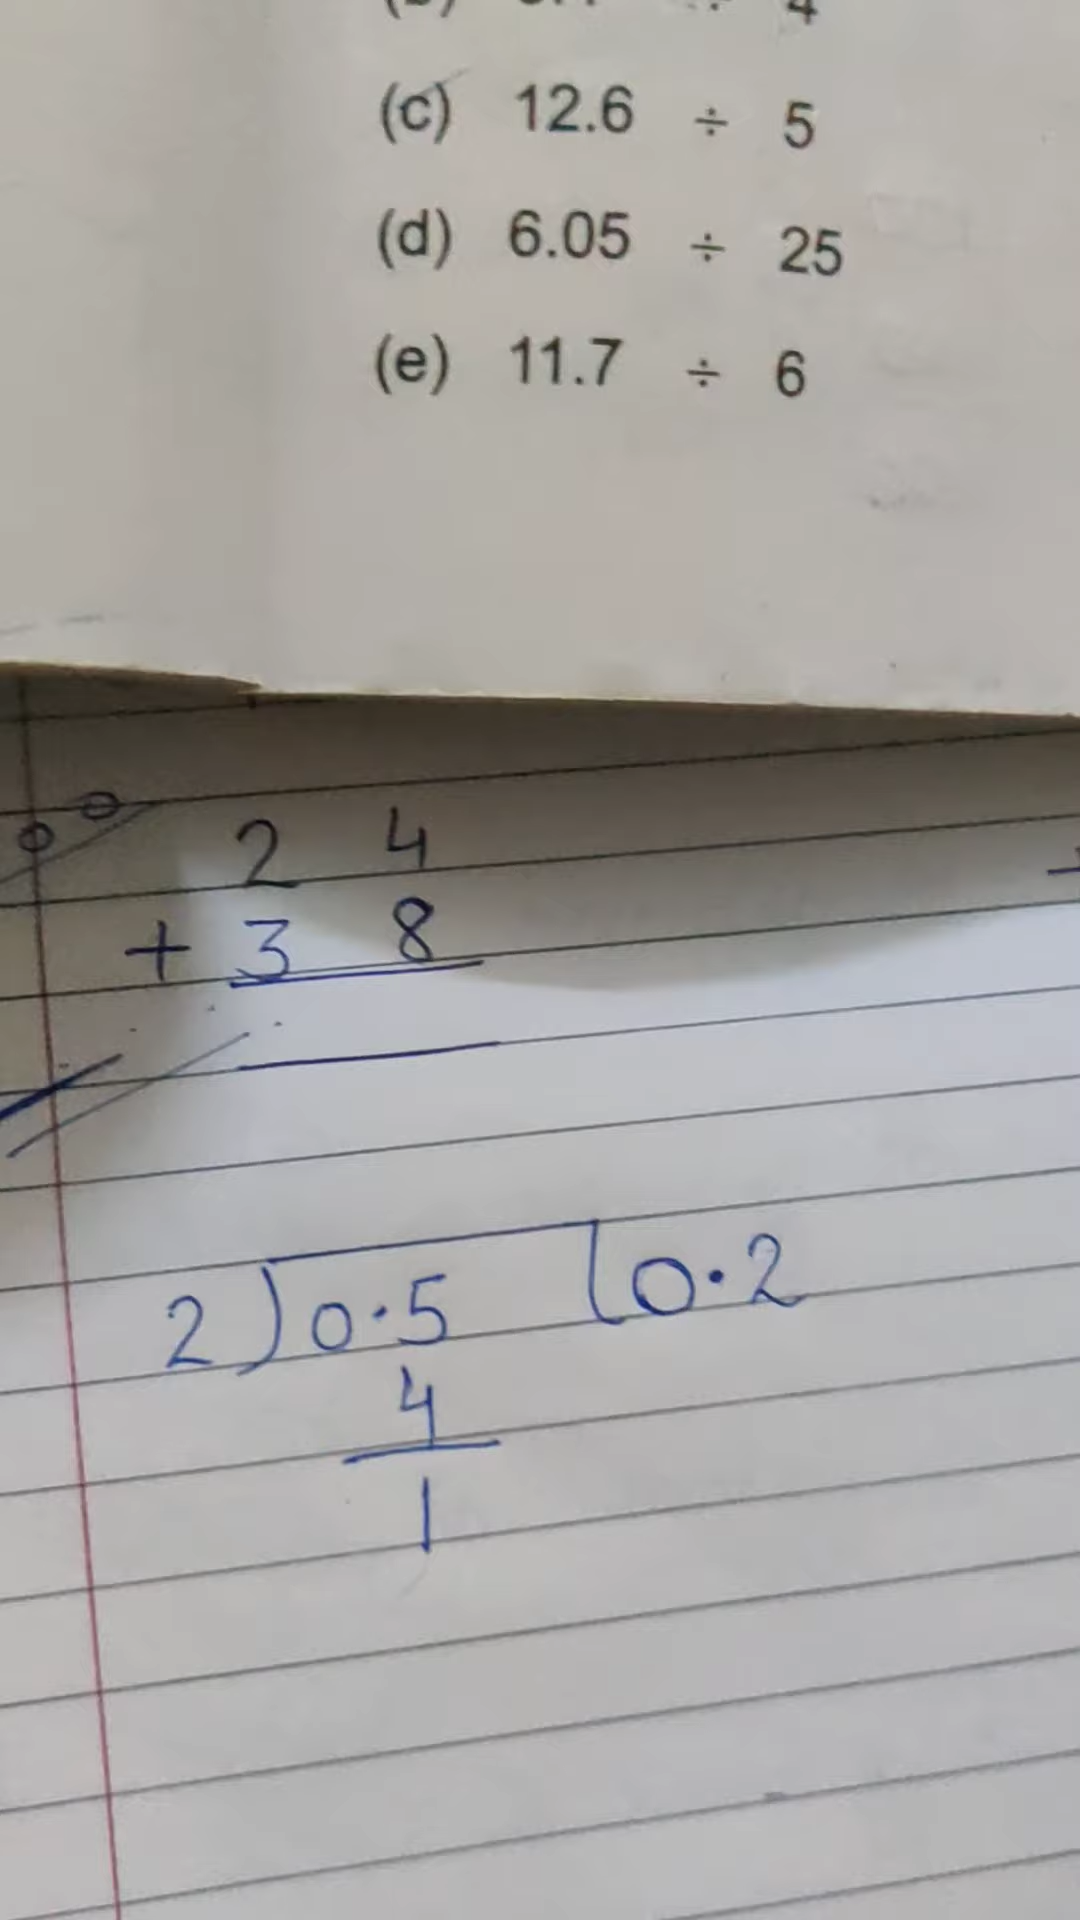 (c) 12.6 ÷ 5
(d) 6.05 ÷ 25
(e) 11.7 ÷ 6
2 4
+ 3 8
2 ) 0.5 ( 0.2
4
1